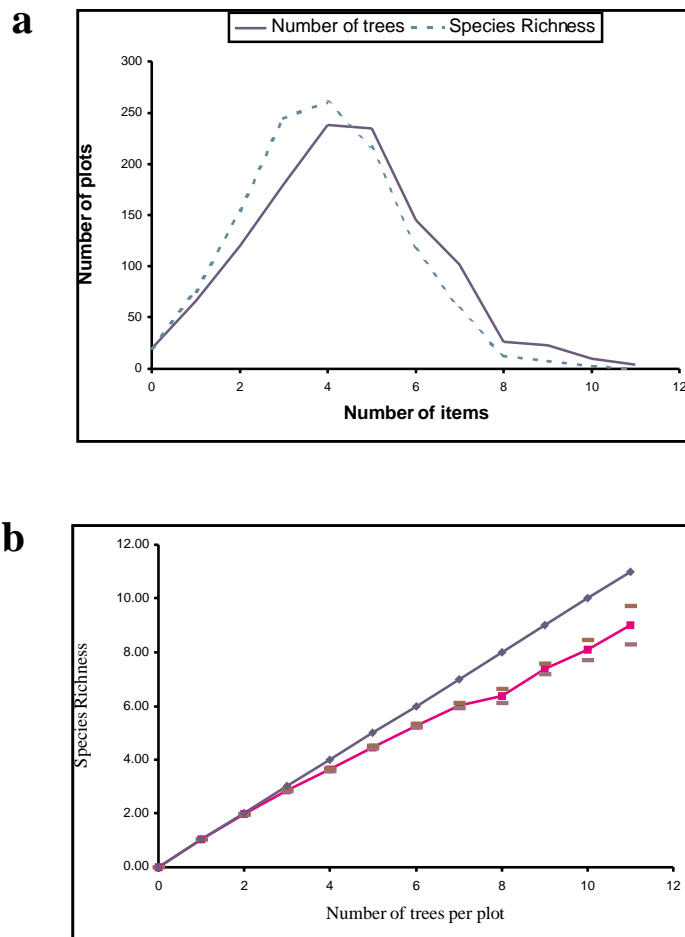 a
Number of trees Species Richness
300
250
200
150
100
50
0
Number of plots
0 2 4 6 8 10 12
Number of items
b
12.00
10.00
8.00
6.00
4.00
2.00
0.00
Species Richness
0 2 4 6 8 10 12
Number of trees per plot